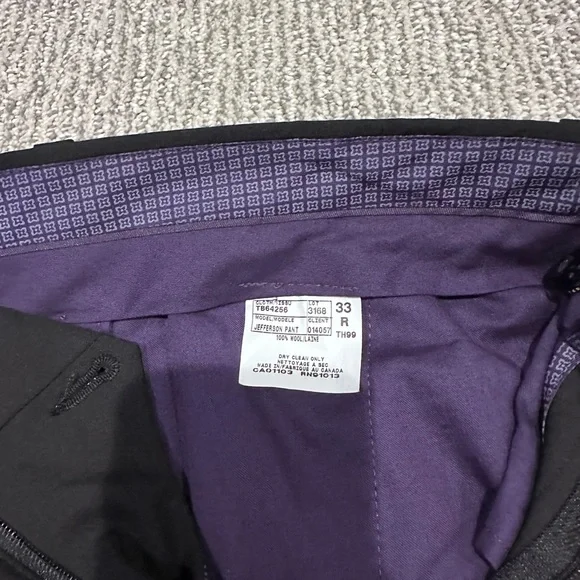 CLOTH/TISSU LOT 33
TB64256 3168
MODEL/MODELE CLIENT R
JEFFERSON PANT 014057 TH99
100% WOOL/LAINE
DRY CLEAN ONLY
NETTOYAGE A SEC
MADE IN/FABRIQUE AU CANADA
CA01103 RN91013